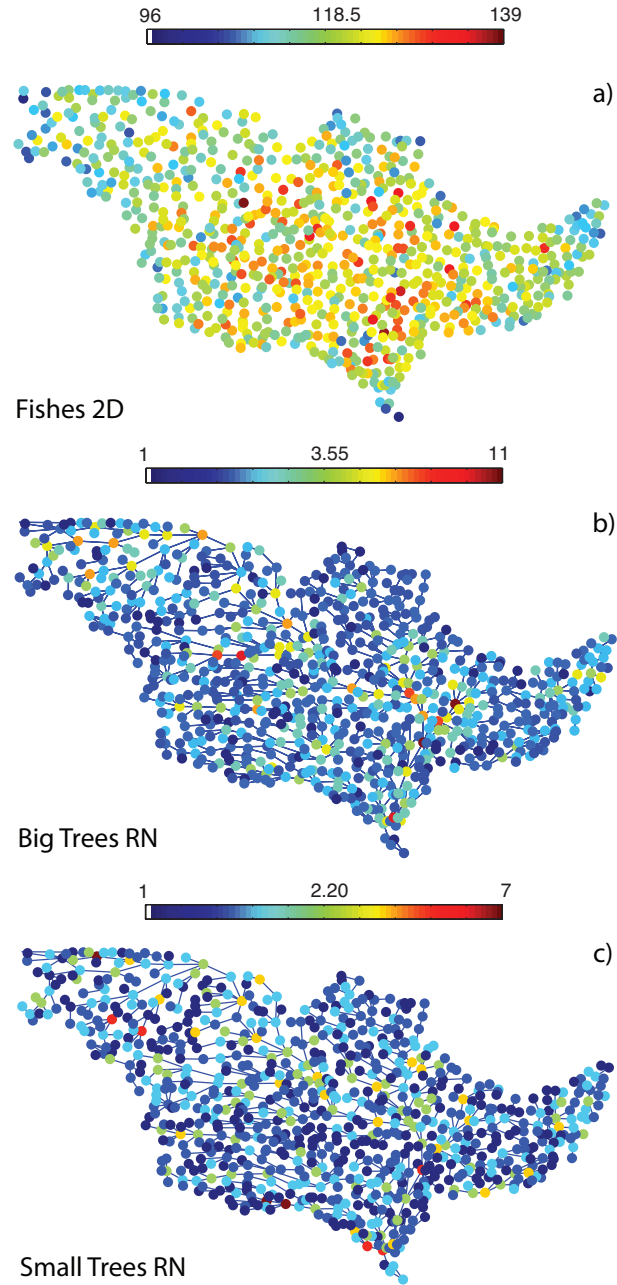 96 118.5 139
a)
Fishes 2D
1 3.55 11
b)
Big Trees RN
1 2.20 7
c)
Small Trees RN